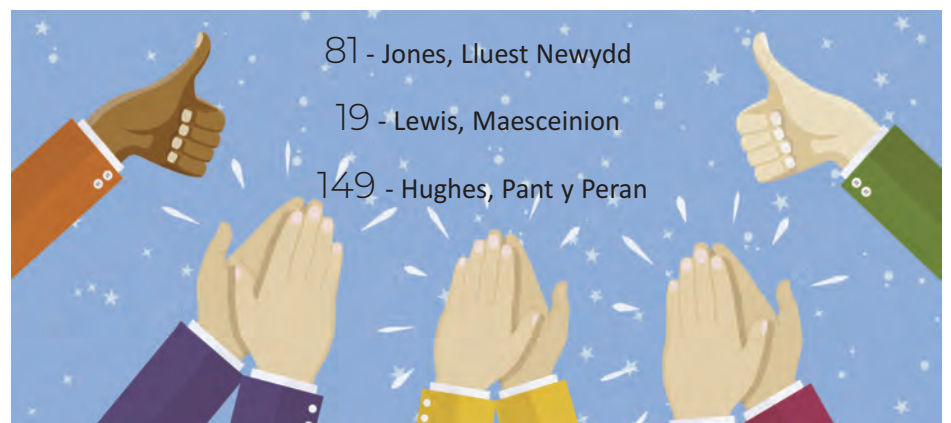 81 - Jones, Lluest Newydd
19 - Lewis, Maesceinion
149 - Hughes, Pant y Peran